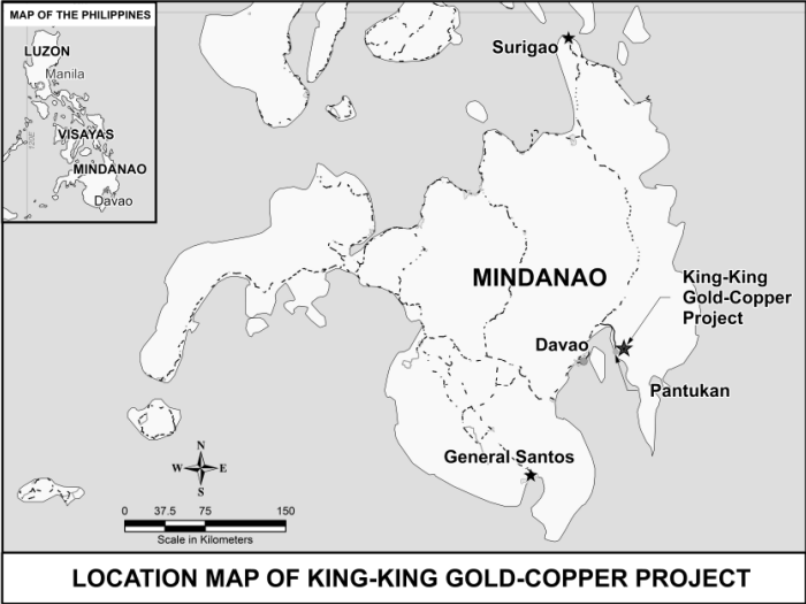 MAP OF THE PHILIPPINES
LUZON
Manila
120E
VISAYAS
MINDANAO
Davao
Surigao
MINDANAO
King-King
Gold-Copper
Project
Davao
Pantukan
General Santos
N
W E
S
0 37.5 75 150
Scale in Kilometers
LOCATION MAP OF KING-KING GOLD-COPPER PROJECT